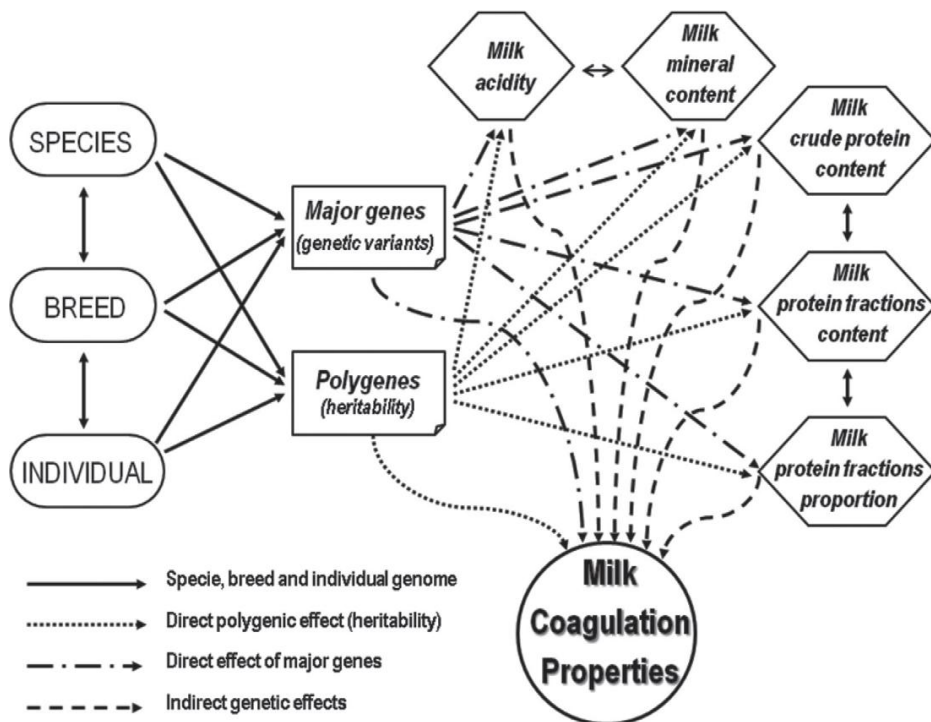 Milk
acidity
Milk
mineral
content
SPECIES
Milk
crude protein
content
Major genes
(genetic variants)
BREED
Milk
protein fractions
content
Polygenes
(heritability)
INDIVIDUAL
Milk
protein fractions
proportion
Milk
Coagulation
Properties
Specie, breed and individual genome
Direct polygenic effect (heritability)
Direct effect of major genes
Indirect genetic effects